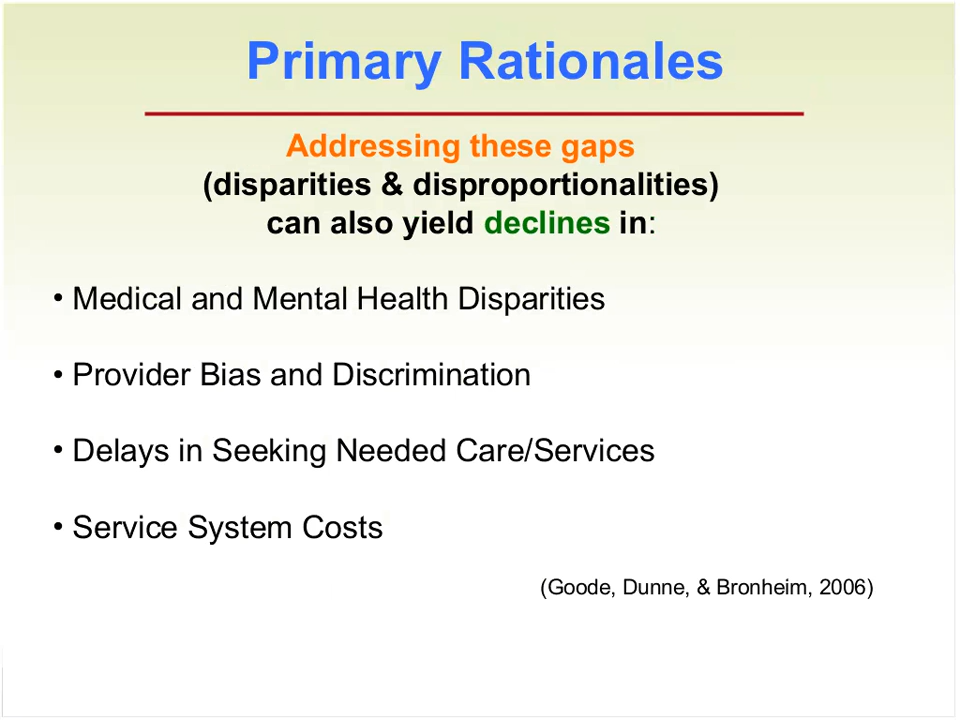 Primary Rationales
Addressing these gaps
(disparities & disproportionalities)
can also yield declines in:
• Medical and Mental Health Disparities
• Provider Bias and Discrimination
• Delays in Seeking Needed Care/Services
• Service System Costs
(Goode, Dunne, & Bronheim, 2006)